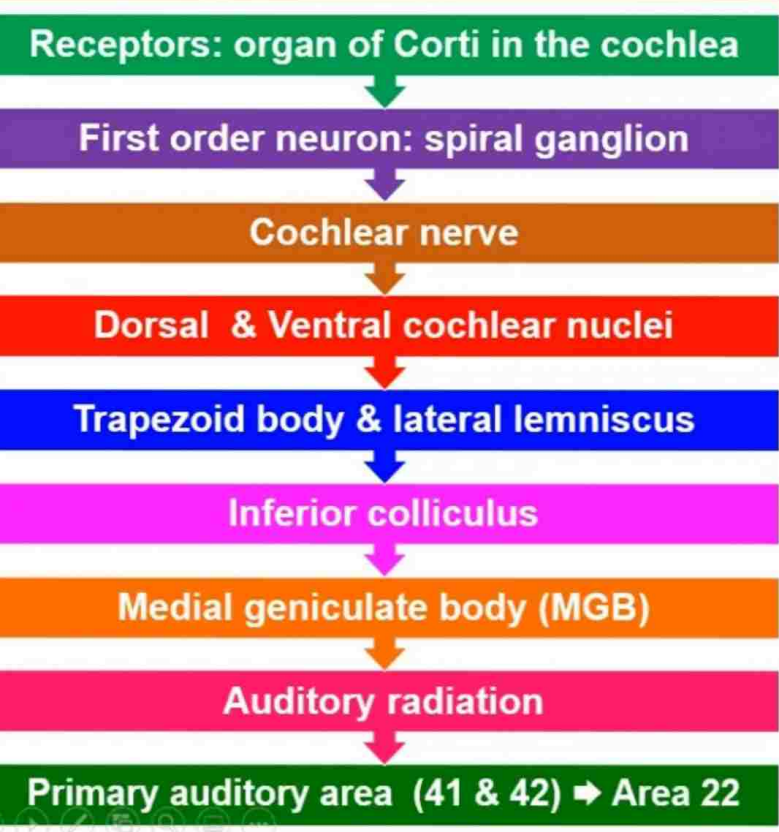 Receptors: organ of Corti in the cochlea
First order neuron: spiral ganglion
Cochlear nerve
Dorsal & Ventral cochlear nuclei
Trapezoid body & lateral lemniscus
Inferior colliculus
Medial geniculate body (MGB)
Auditory radiation
Primary auditory area (41 & 42) ➡ Area 22